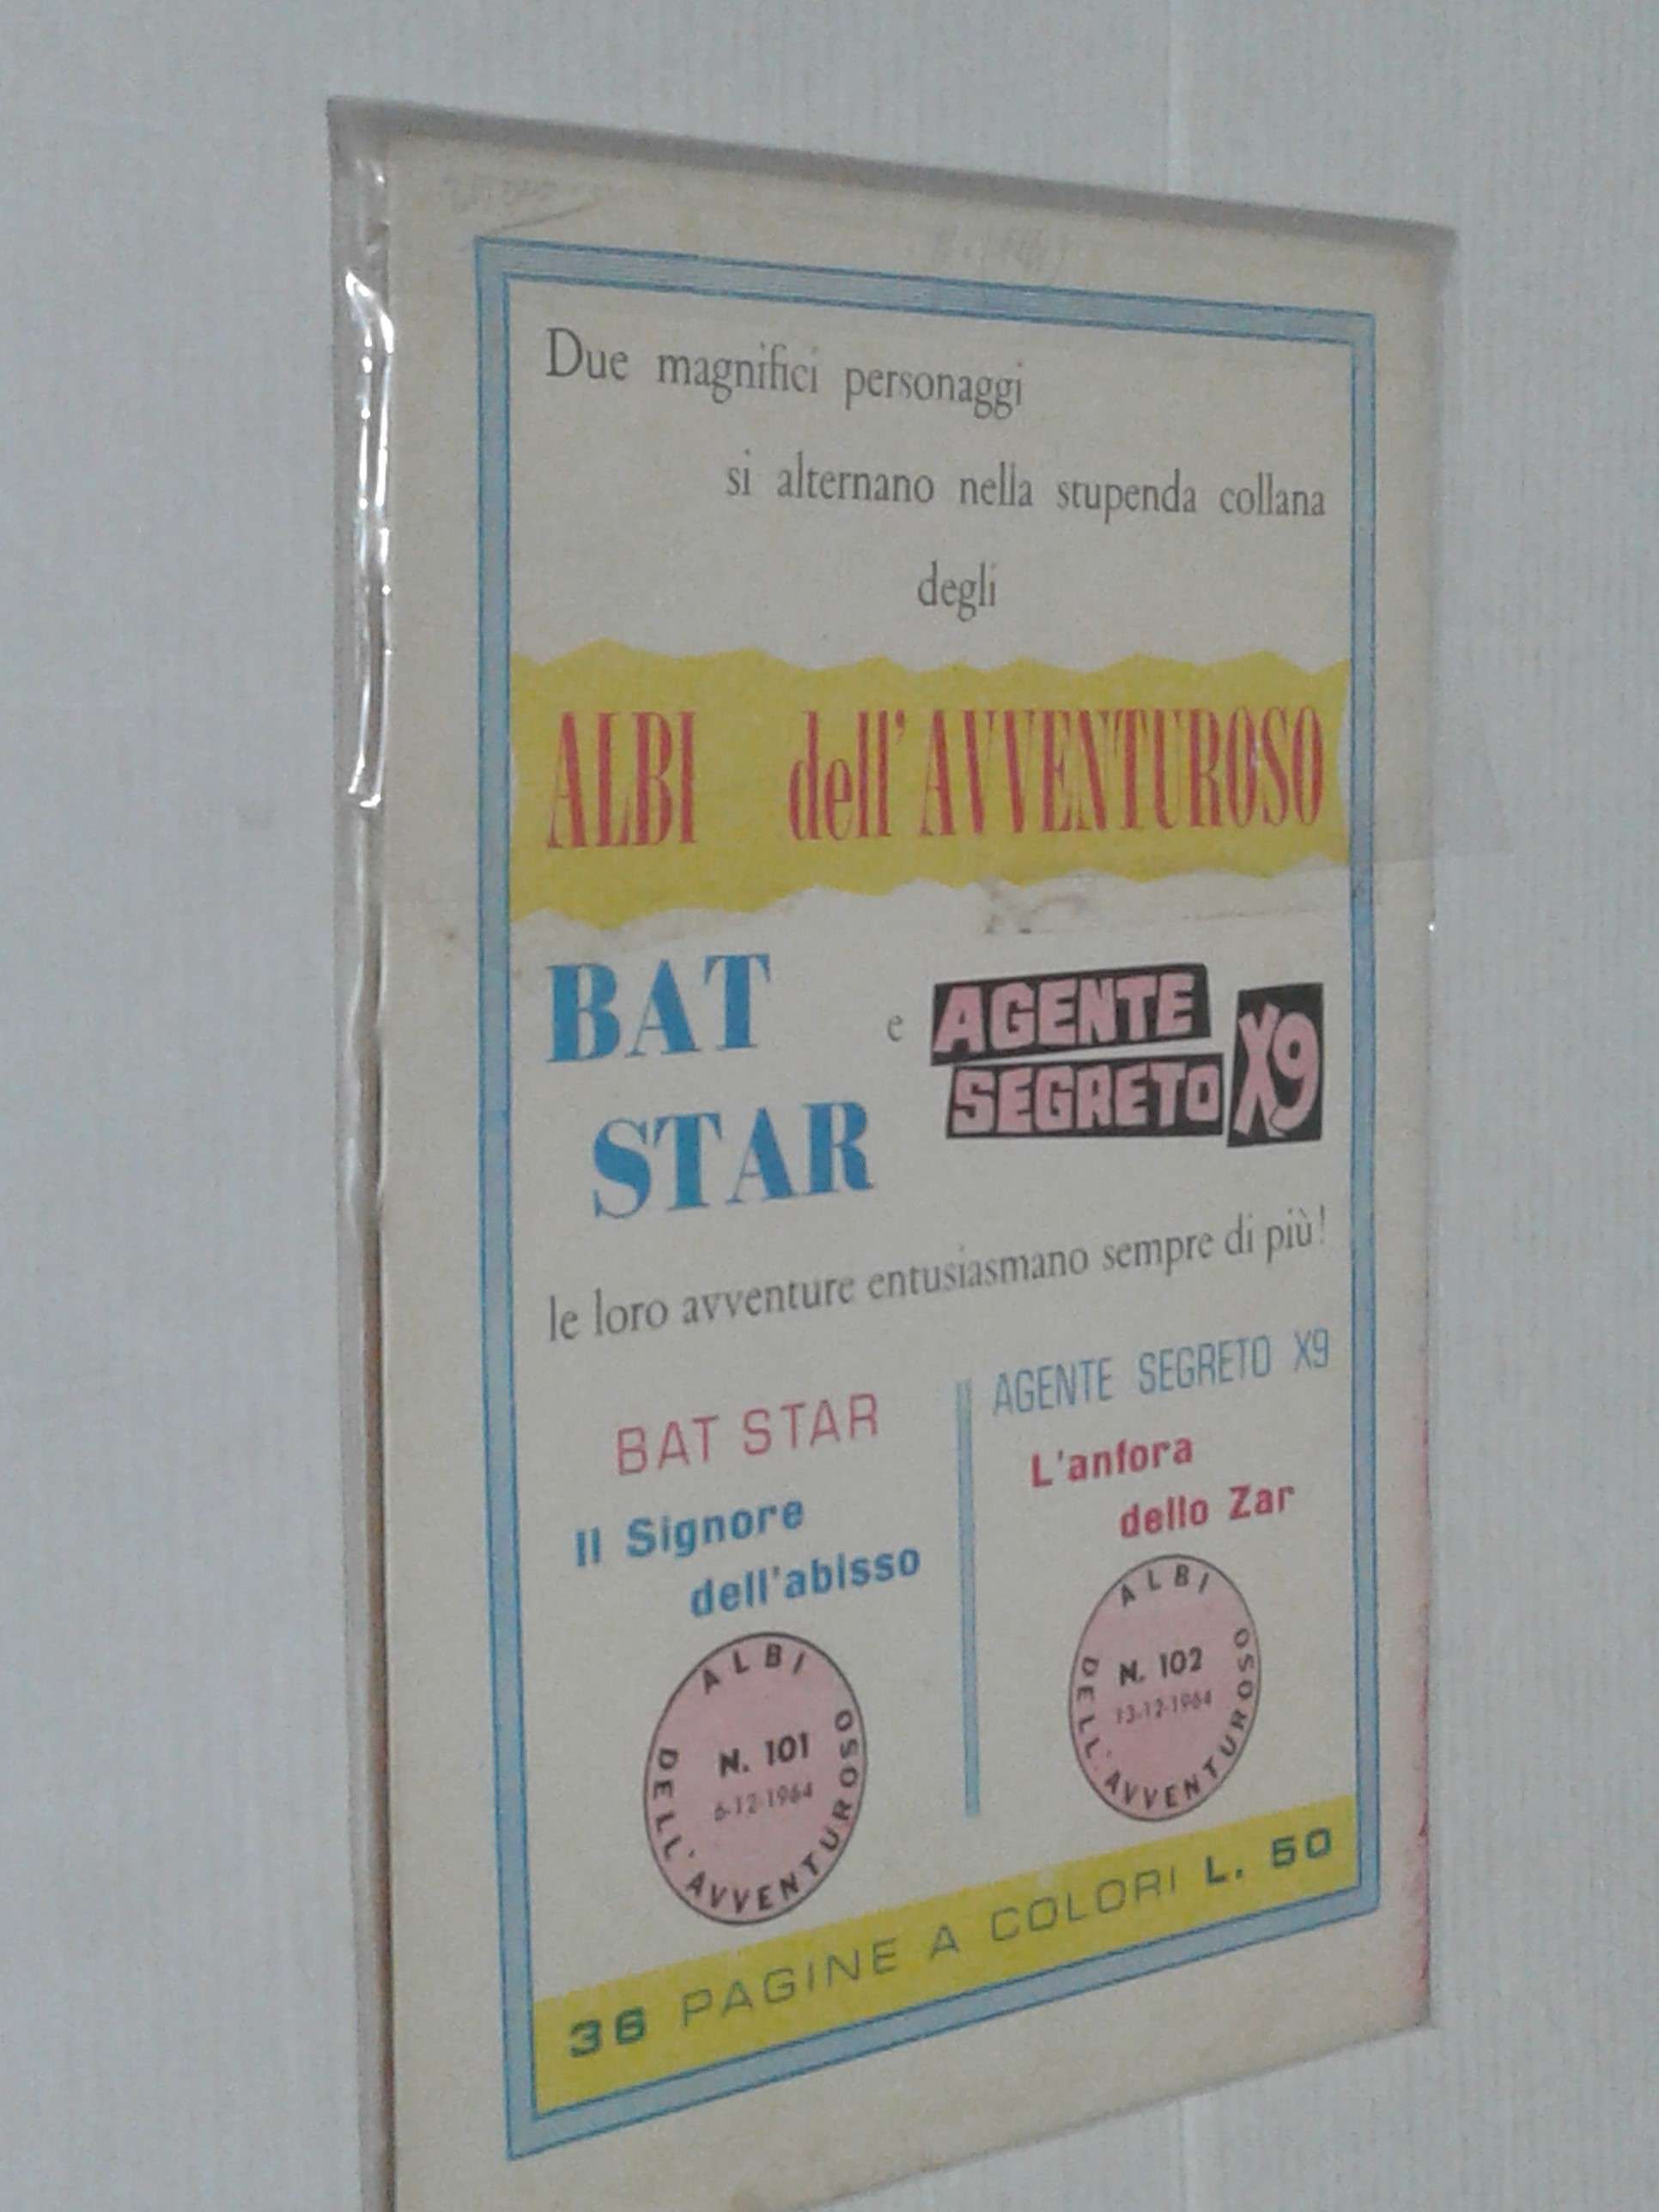 Due magnifici personaggi
si alternano nella stupenda collana
degli
ALBI dell'AVVENTUROSO
BAT
STAR
e
AGENTE
SEGRETO
X9
le loro avventure entusiasmano sempre di più!
BAT STAR
Il Signore
dell'abisso
ALBI
DELL'AVVENTUROSO
N. 101
6-12-1964
AGENTE SEGRETO X9
L'anfora
dello Zar
ALBI
DELL'AVVENTUROSO
N. 102
13-12-1964
36 PAGINE A COLORI L. 50